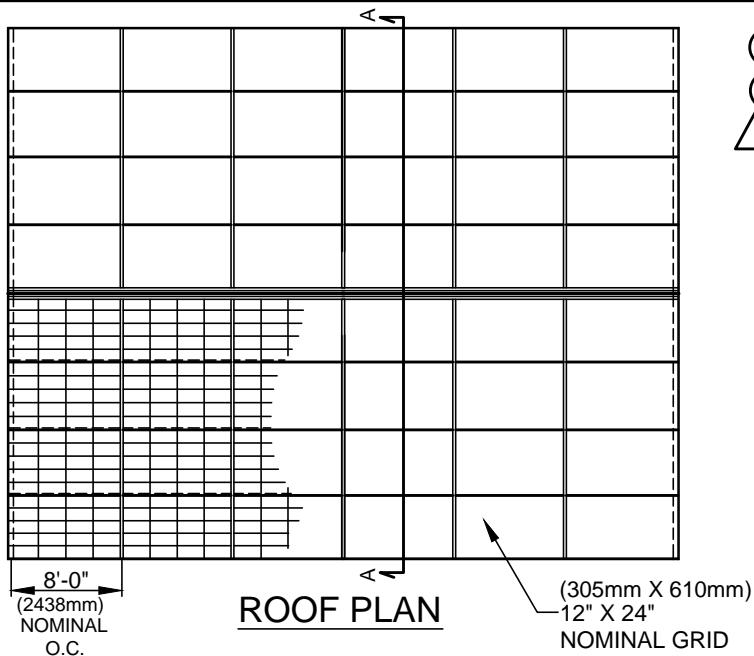 A
A
8'-0"
(2438mm)
NOMINAL
O.C.
ROOF PLAN
(305mm X 610mm)
12" X 24"
NOMINAL GRID